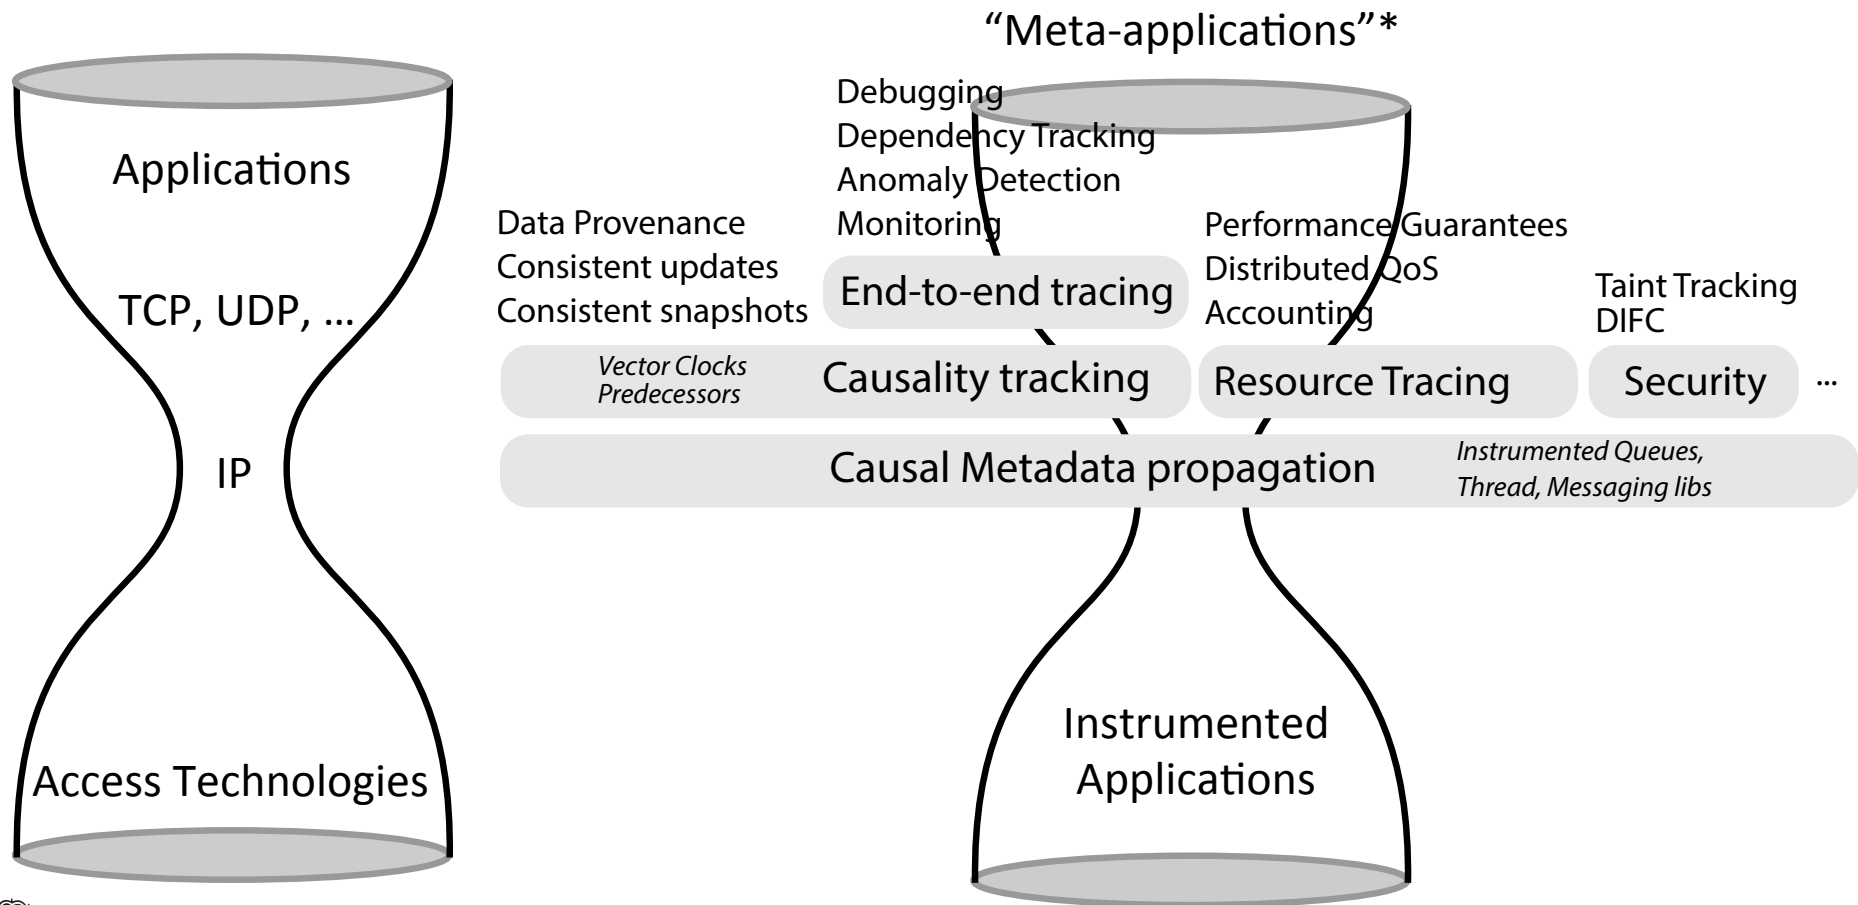 “Meta-applications”*
Applications
TCP, UDP, ...
IP
Access Technologies
Debugging
Dependency Tracking
Anomaly Detection
Monitoring
Data Provenance
Consistent updates
Consistent snapshots
End-to-end tracing
Performance Guarantees
Distributed QoS
Accounting
Taint Tracking
DIFC
Vector Clocks
Predecessors
Causality tracking
Resource Tracing
Security
...
Causal Metadata propagation
Instrumented Queues,
Thread, Messaging libs
Instrumented
Applications